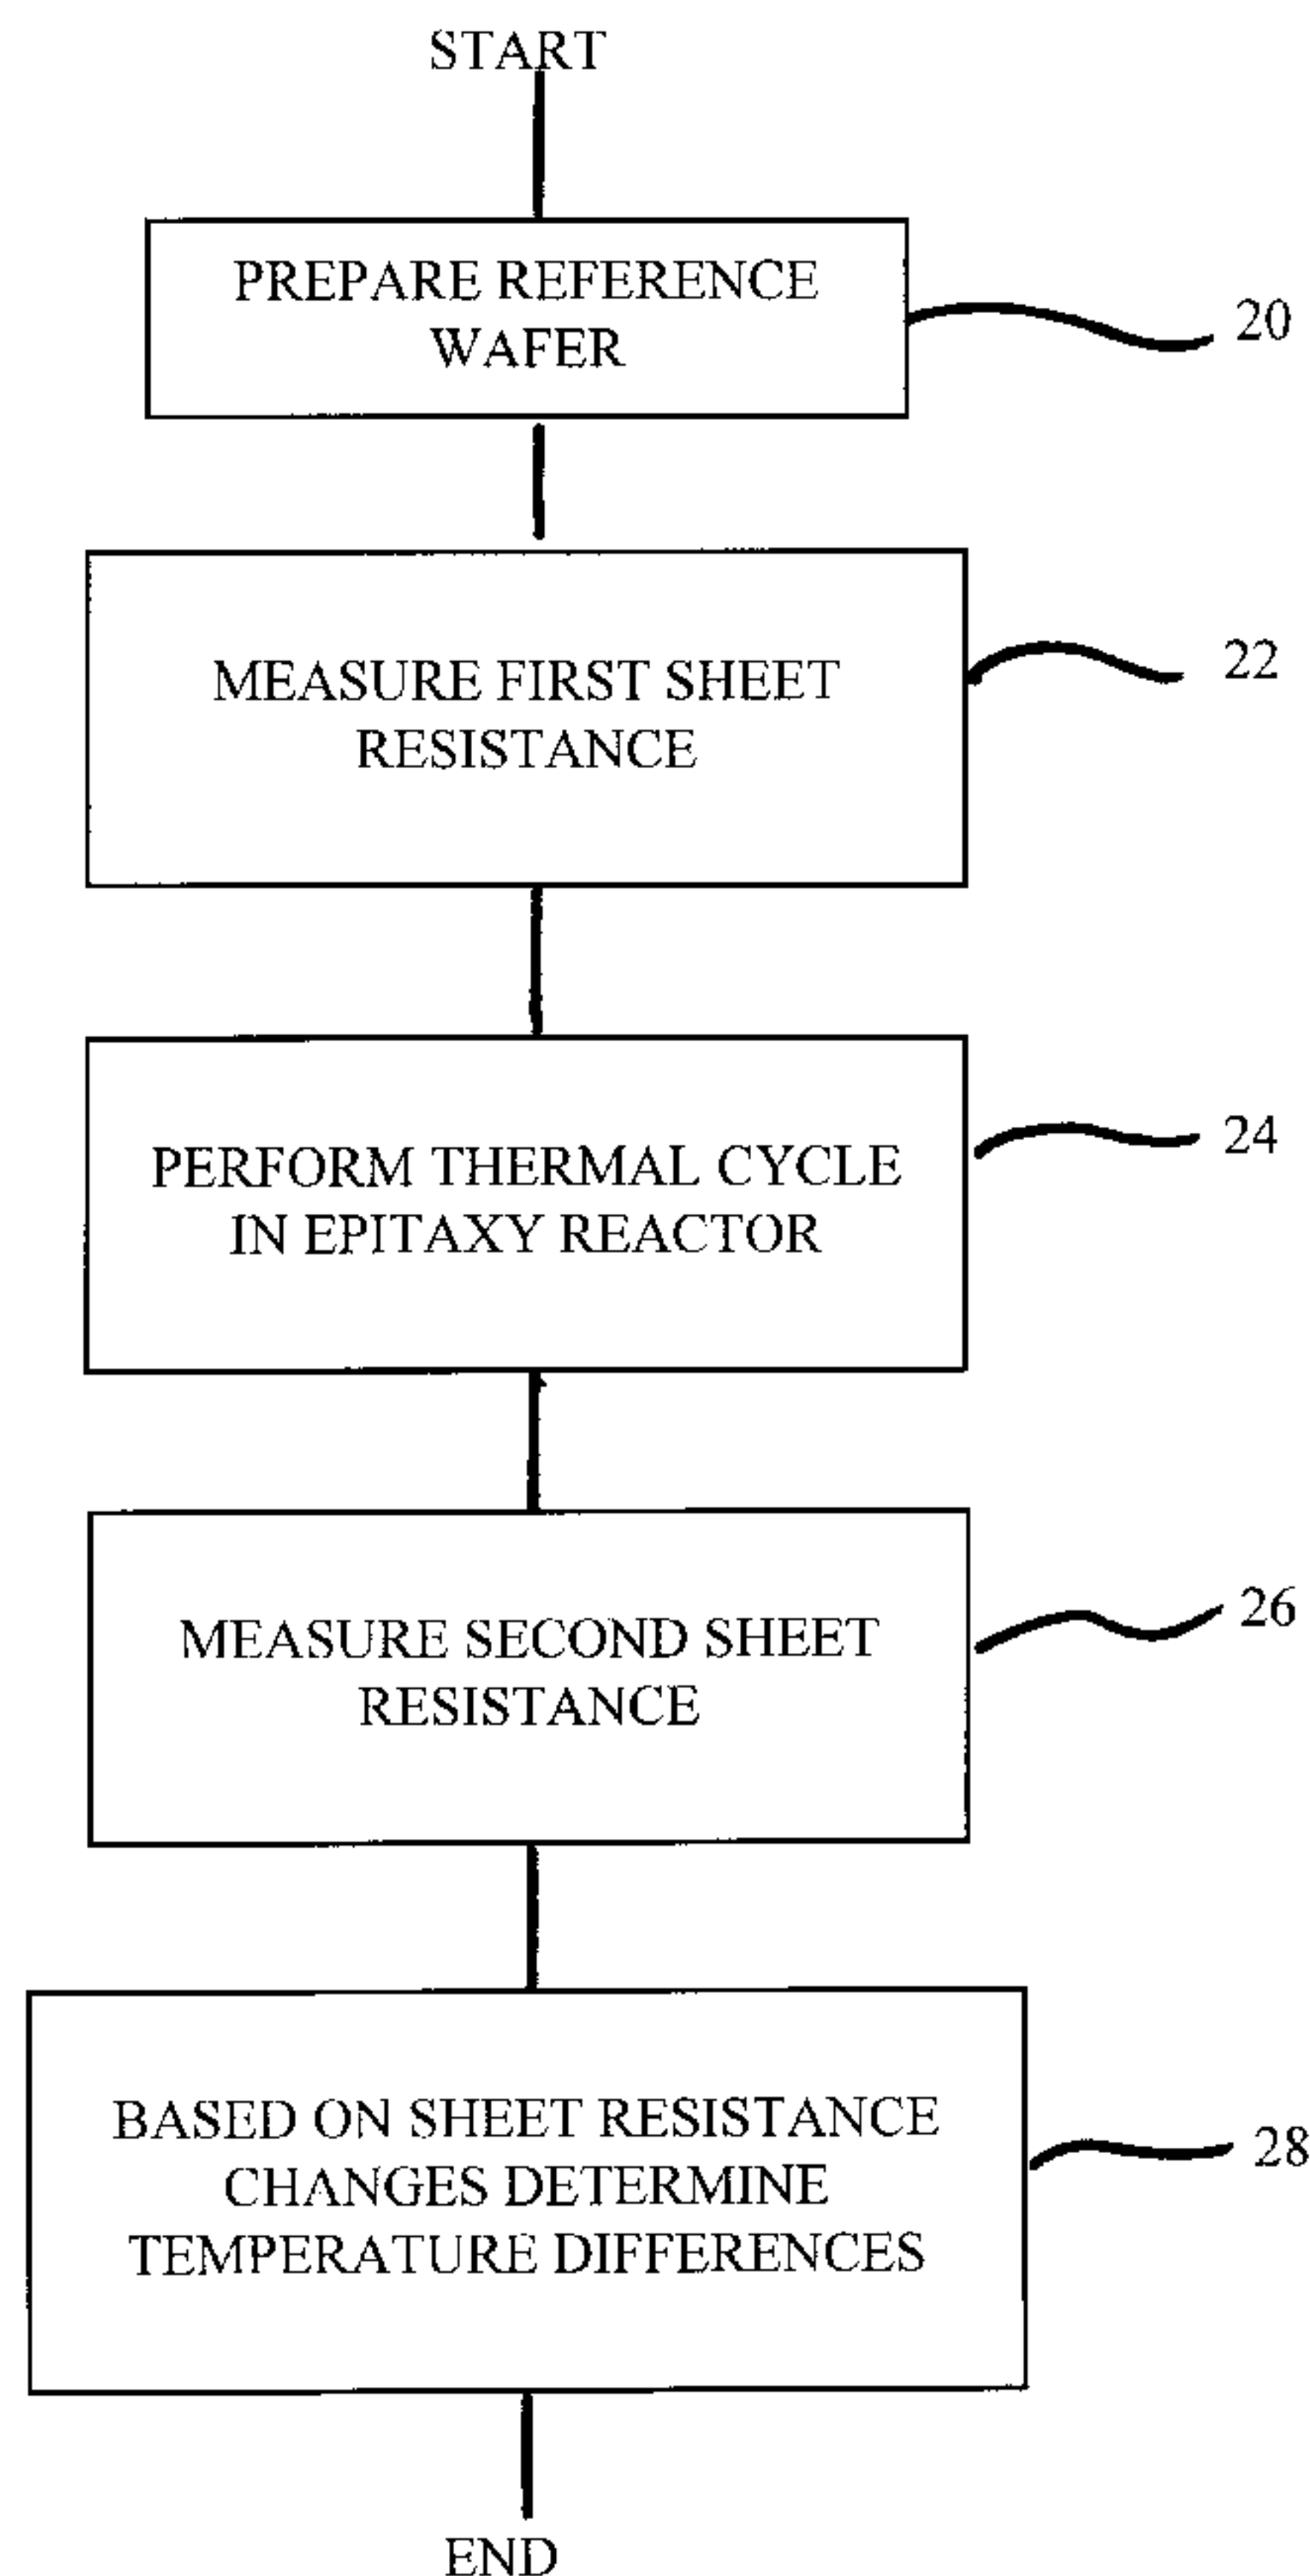 START
PREPARE REFERENCE
WAFER
20
MEASURE FIRST SHEET
RESISTANCE
22
PERFORM THERMAL CYCLE
IN EPITAXY REACTOR
24
MEASURE SECOND SHEET
RESISTANCE
26
BASED ON SHEET RESISTANCE
CHANGES DETERMINE
TEMPERATURE DIFFERENCES
28
END